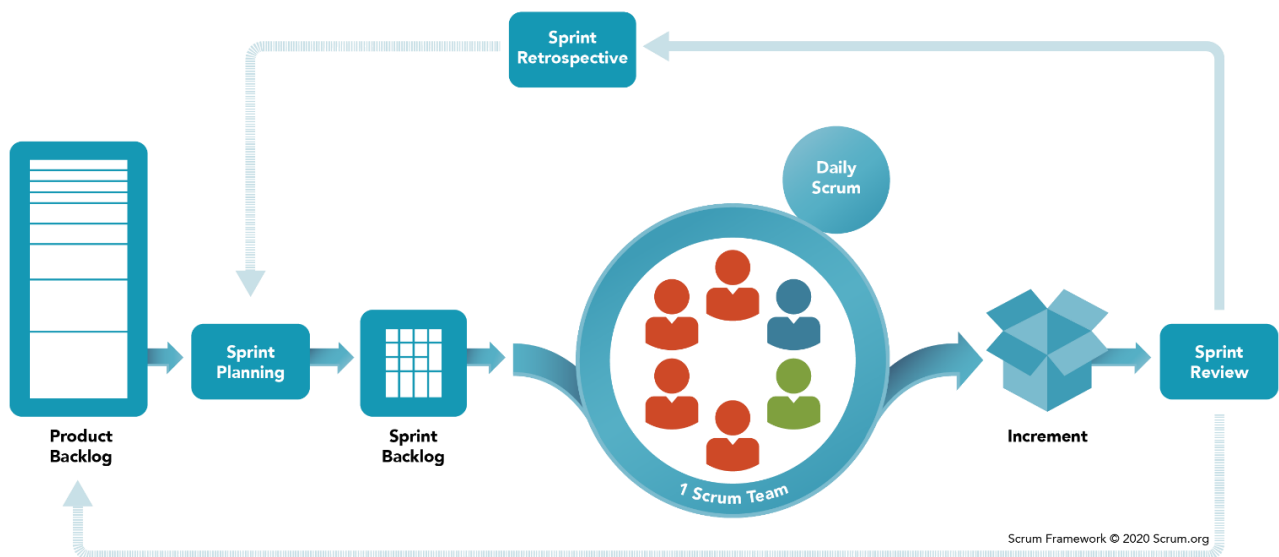 Sprint
Retrospective
Daily
Scrum
Sprint
Planning
Sprint
Review
Product
Backlog
Sprint
Backlog
1 Scrum Team
Increment
Scrum Framework © 2020 Scrum.org